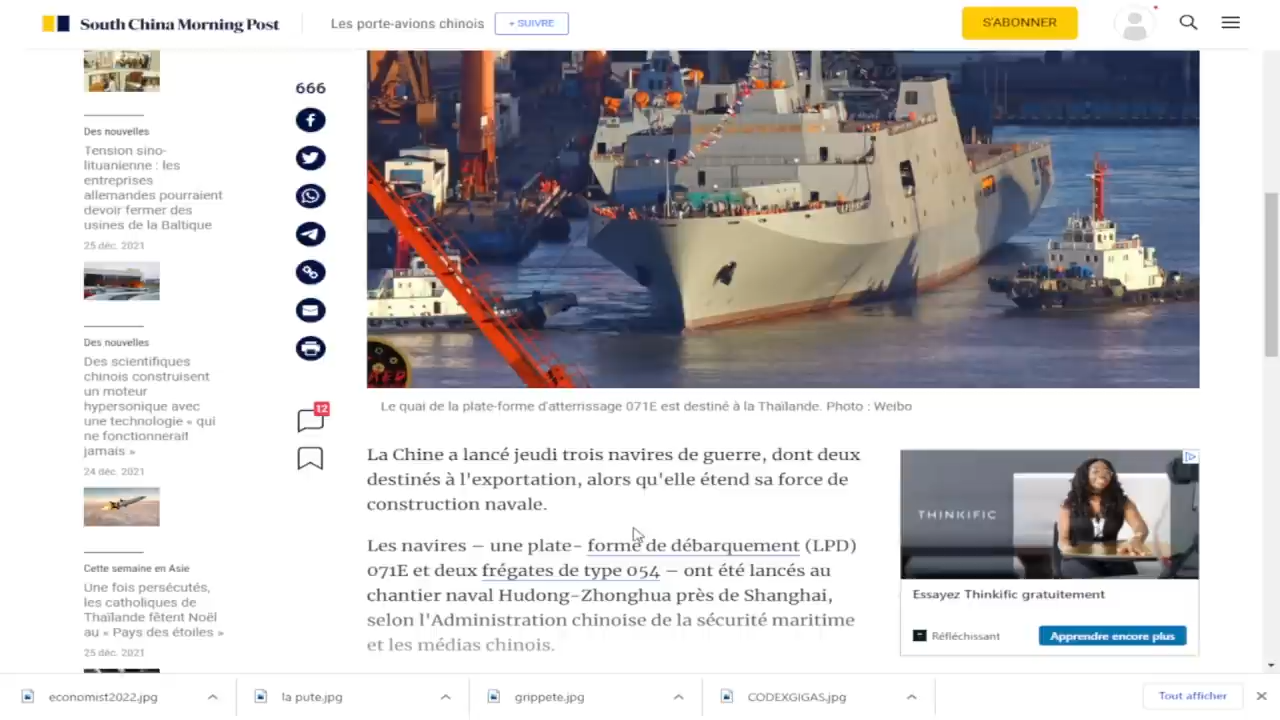 South China Morning Post
Les porte-avions chinois
+ SUIVRE
S'ABONNER
Des nouvelles
Tension sino-
lituanienne : les
entreprises
allemandes pourraient
devoir fermer des
usines de la Baltique
25 déc. 2021
Des nouvelles
Des scientifiques
chinois construisent
un moteur
hypersonique avec
une technologie « qui
ne fonctionnerait
jamais »
24 déc. 2021
Cette semaine en Asie
Une fois persécutés,
les catholiques de
Thaïlande fêtent Noël
au « Pays des étoiles »
25 déc. 2021
666
12
Le quai de la plate-forme d'atterrissage 071E est destiné à la Thaïlande. Photo : Weibo
La Chine a lancé jeudi trois navires de guerre, dont deux
destinés à l'exportation, alors qu'elle étend sa force de
construction navale.
Les navires – une plate- forme de débarquement (LPD)
071E et deux frégates de type 054 – ont été lancés au
chantier naval Hudong-Zhonghua près de Shanghai,
selon l'Administration chinoise de la sécurité maritime
et les médias chinois.
THINKIFIC
Essayez Thinkific gratuitement
Réfléchissant
Apprendre encore plus
economist2022.jpg
la pute.jpg
grippete.jpg
CODEXGIGAS.jpg
Tout afficher